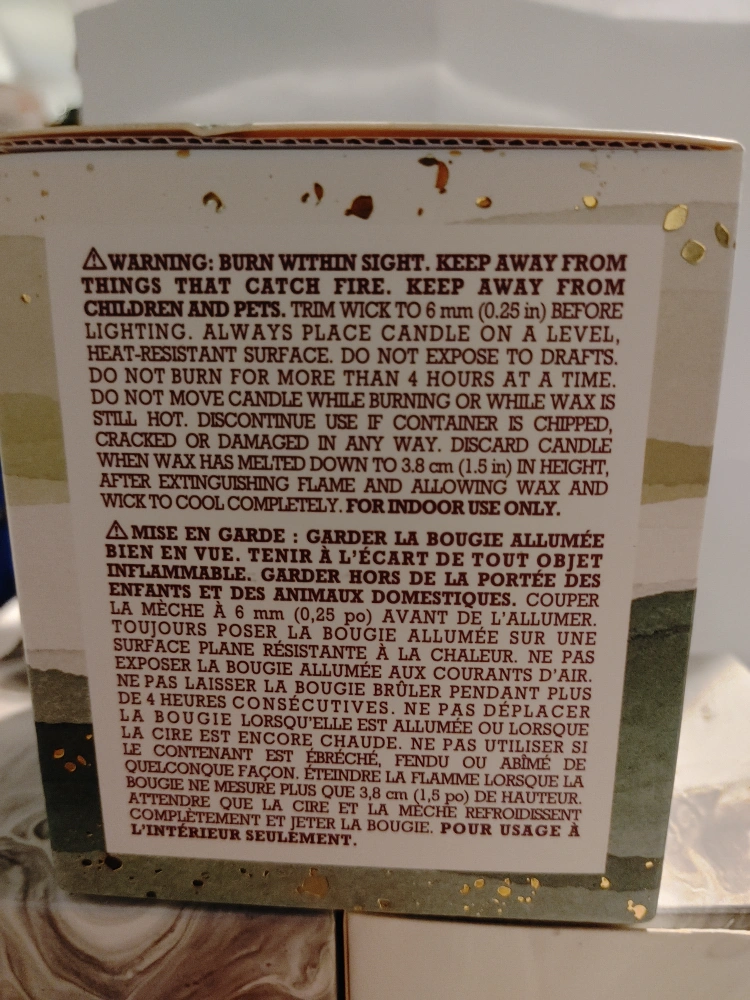 ⚠WARNING: BURN WITHIN SIGHT. KEEP AWAY FROM
THINGS THAT CATCH FIRE. KEEP AWAY FROM
CHILDREN AND PETS. TRIM WICK TO 6 mm (0.25 in) BEFORE
LIGHTING. ALWAYS PLACE CANDLE ON A LEVEL,
HEAT-RESISTANT SURFACE. DO NOT EXPOSE TO DRAFTS.
DO NOT BURN FOR MORE THAN 4 HOURS AT A TIME.
DO NOT MOVE CANDLE WHILE BURNING OR WHILE WAX IS
STILL HOT. DISCONTINUE USE IF CONTAINER IS CHIPPED,
CRACKED OR DAMAGED IN ANY WAY. DISCARD CANDLE
WHEN WAX HAS MELTED DOWN TO 3.8 cm (1.5 in) IN HEIGHT,
AFTER EXTINGUISHING FLAME AND ALLOWING WAX AND
WICK TO COOL COMPLETELY. FOR INDOOR USE ONLY.
⚠MISE EN GARDE : GARDER LA BOUGIE ALLUMÉE
BIEN EN VUE. TENIR À L'ÉCART DE TOUT OBJET
INFLAMMABLE. GARDER HORS DE LA PORTÉE DES
ENFANTS ET DES ANIMAUX DOMESTIQUES. COUPER
LA MÈCHE À 6 mm (0,25 po) AVANT DE L'ALLUMER.
TOUJOURS POSER LA BOUGIE ALLUMÉE SUR UNE
SURFACE PLANE RÉSISTANTE À LA CHALEUR. NE PAS
EXPOSER LA BOUGIE ALLUMÉE AUX COURANTS D'AIR.
NE PAS LAISSER LA BOUGIE BRÛLER PENDANT PLUS
DE 4 HEURES CONSÉCUTIVES. NE PAS DÉPLACER
LA BOUGIE LORSQU'ELLE EST ALLUMÉE OU LORSQUE
LA CIRE EST ENCORE CHAUDE. NE PAS UTILISER SI
LE CONTENANT EST ÉBRÉCHÉ, FENDU OU ABÎMÉ DE
QUELCONQUE FAÇON. ÉTEINDRE LA FLAMME LORSQUE LA
BOUGIE NE MESURE PLUS QUE 3,8 cm (1,5 po) DE HAUTEUR.
ATTENDRE QUE LA CIRE ET LA MÈCHE REFROIDISSENT
COMPLÈTEMENT ET JETER LA BOUGIE. POUR USAGE À
L'INTÉRIEUR SEULEMENT.